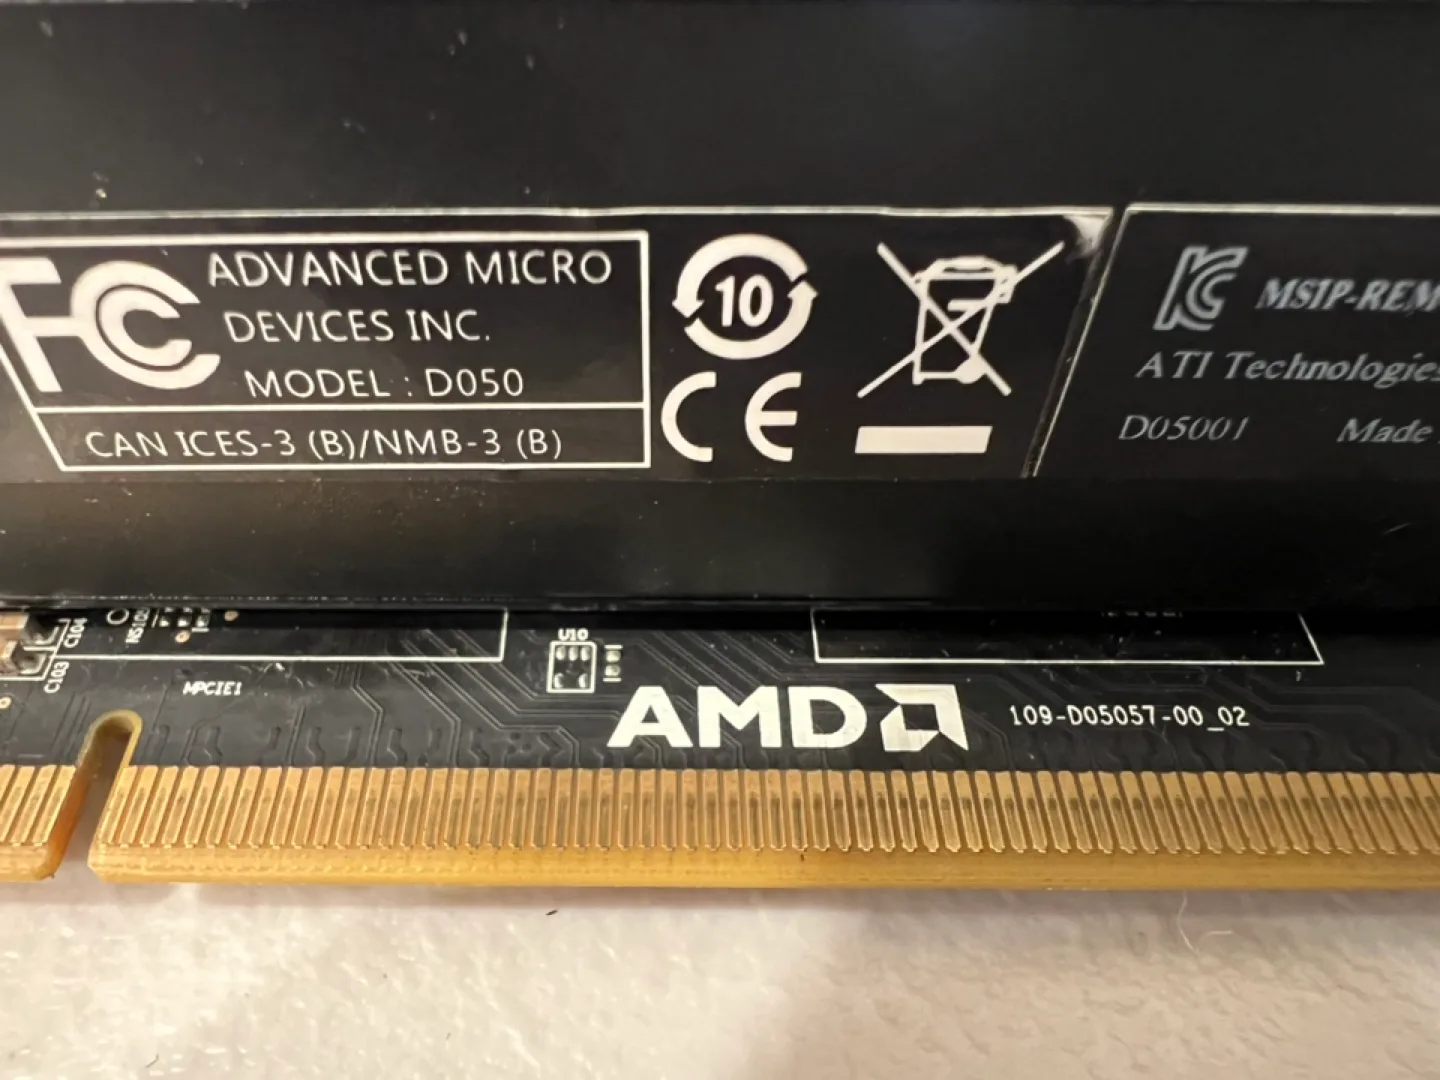 FC
ADVANCED MICRO
DEVICES INC.
MODEL : D050
CAN ICES-3 (B)/NMB-3 (B)
10
CE
KC
MSIP-REM
ATI Technologies
D05001 Made
C104
C103
MPCIE1
U10
AMD
109-D05057-00_02